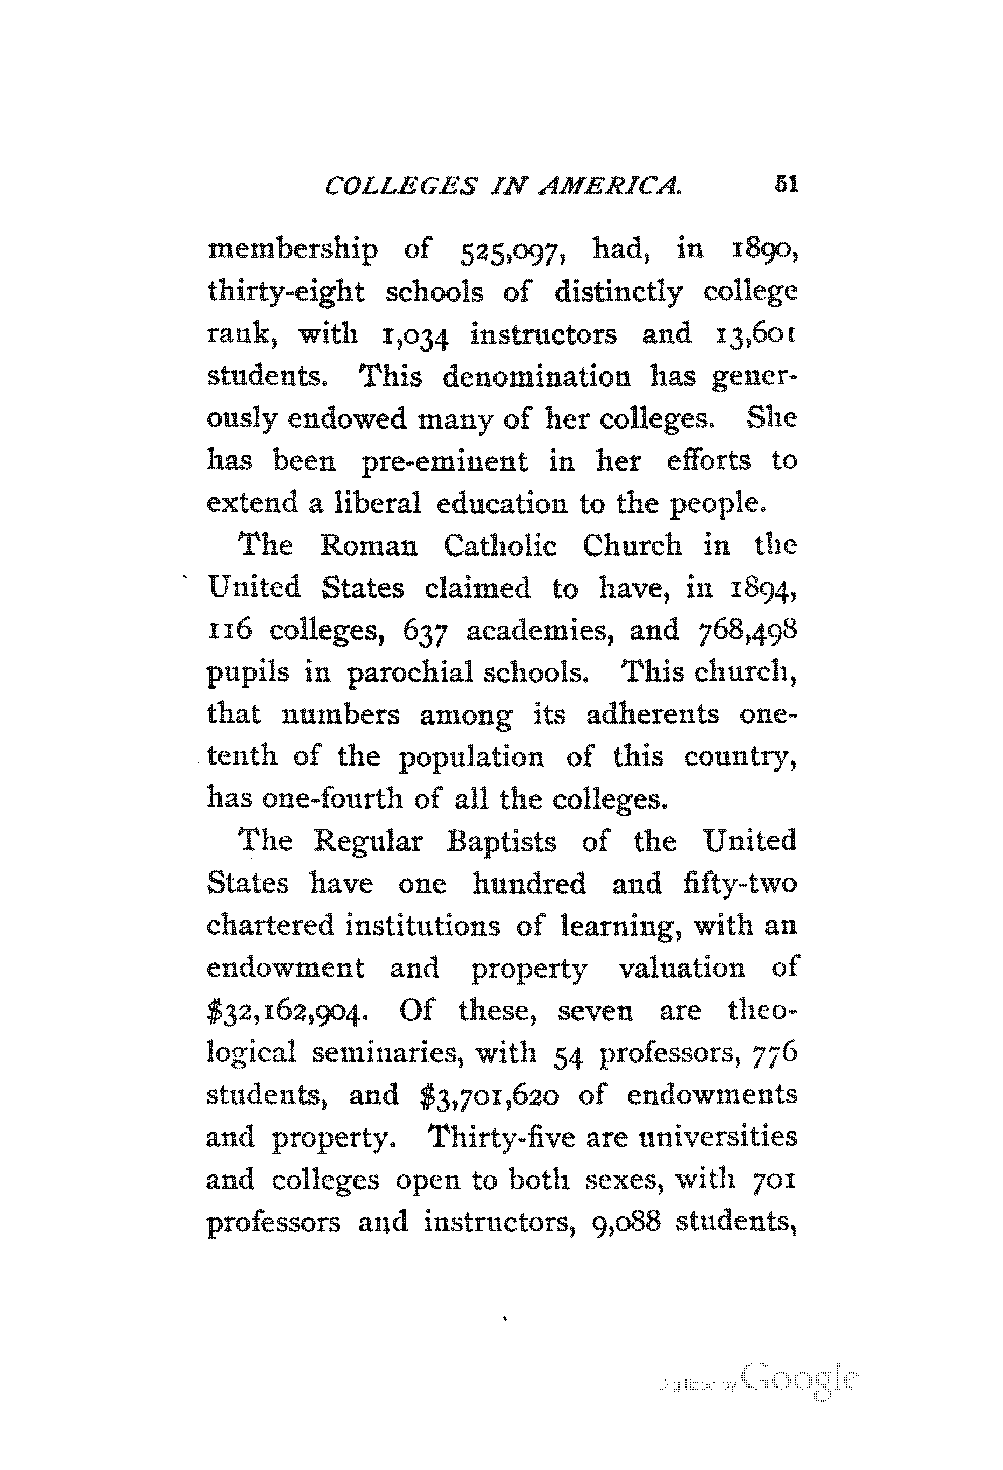 COLLEGES IN AMERICA. 51
membership of 525,097, had, in 1890,
thirty-eight schools of distinctly college
rank, with 1,034 instructors and 13,601
students. This denomination has gener-
ously endowed many of her colleges. She
has been pre-eminent in her efforts to
extend a liberal education to the people.
The Roman Catholic Church in the
United States claimed to have, in 1894,
116 colleges, 637 academies, and 768,498
pupils in parochial schools. This church,
that numbers among its adherents one-
tenth of the population of this country,
has one-fourth of all the colleges.
The Regular Baptists of the United
States have one hundred and fifty-two
chartered institutions of learning, with an
endowment and property valuation of
$32,162,904. Of these, seven are theo-
logical seminaries, with 54 professors, 776
students, and $3,701,620 of endowments
and property. Thirty-five are universities
and colleges open to both sexes, with 701
professors and instructors, 9,088 students,
Digitized by Google